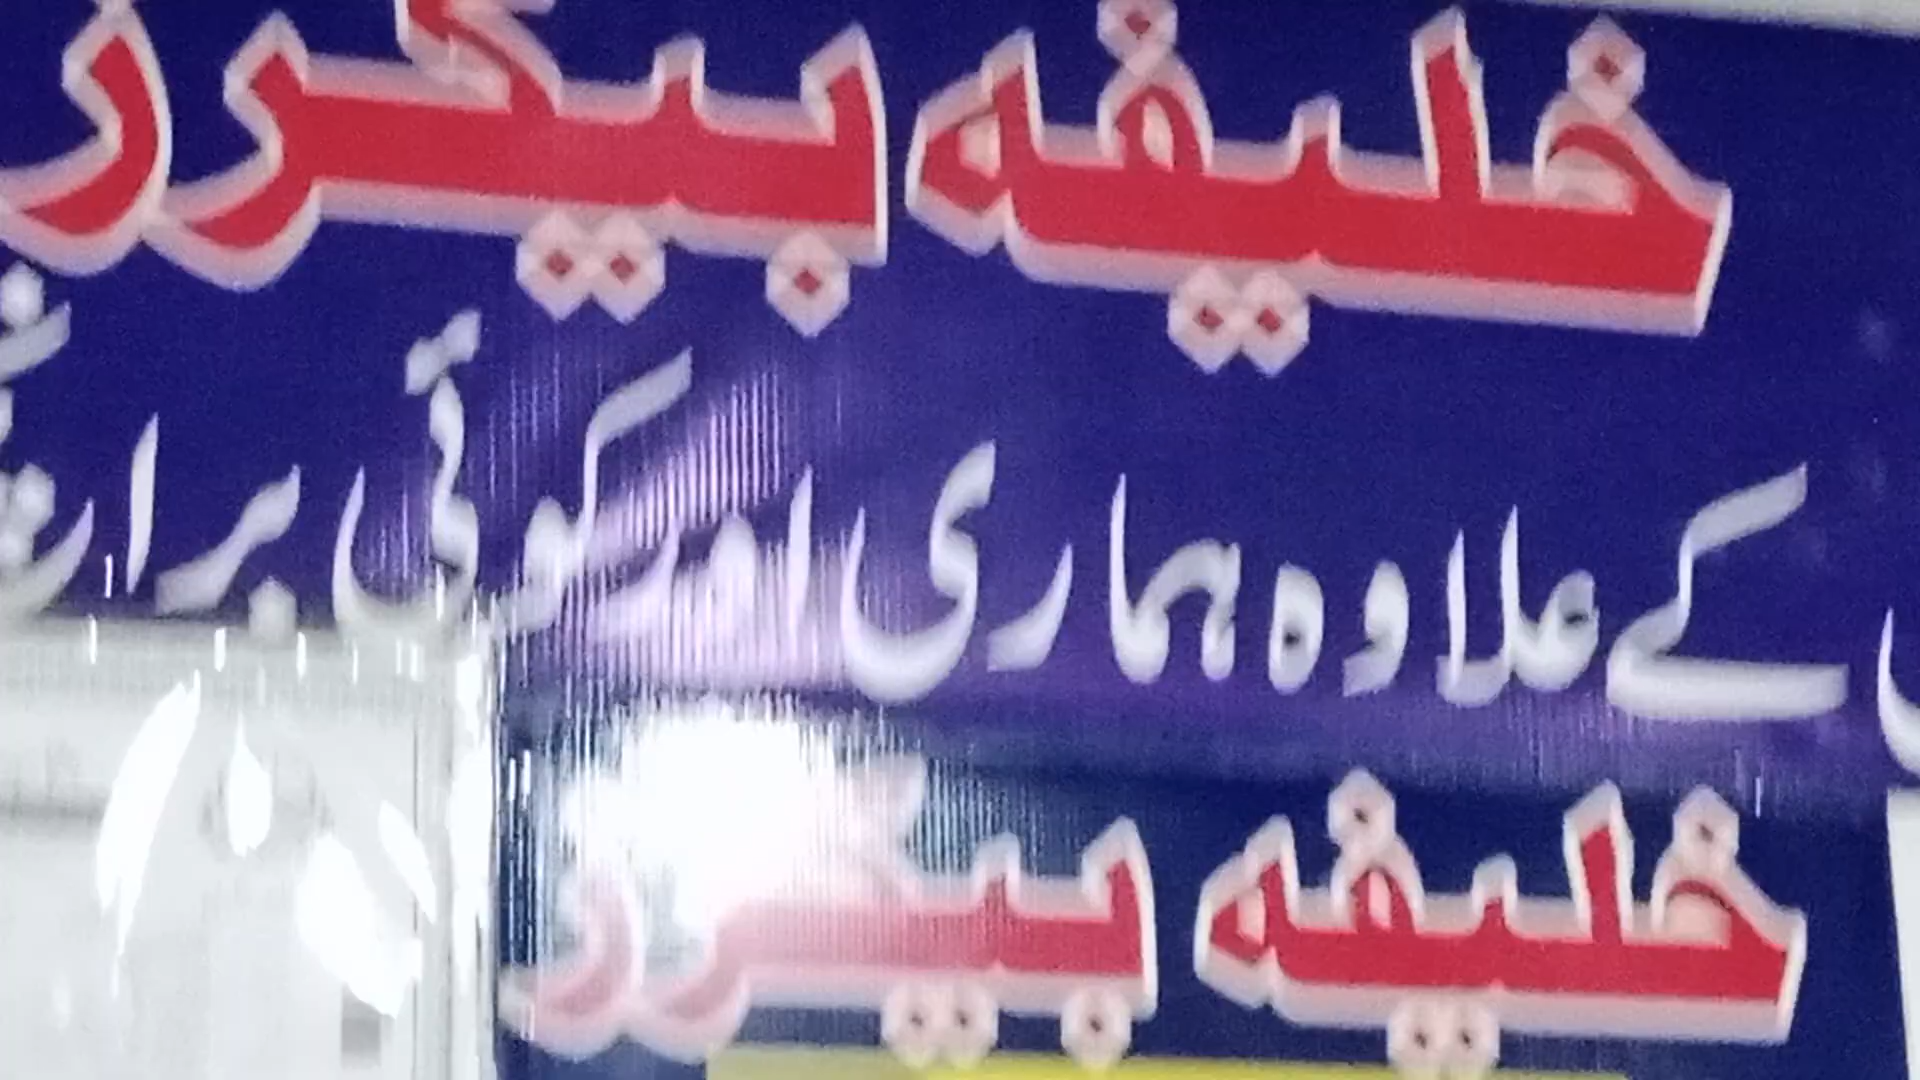 خلیفہ بیکرز
کے علاوہ ہماری اور کوئی برانچ
خلیفہ بیکرز